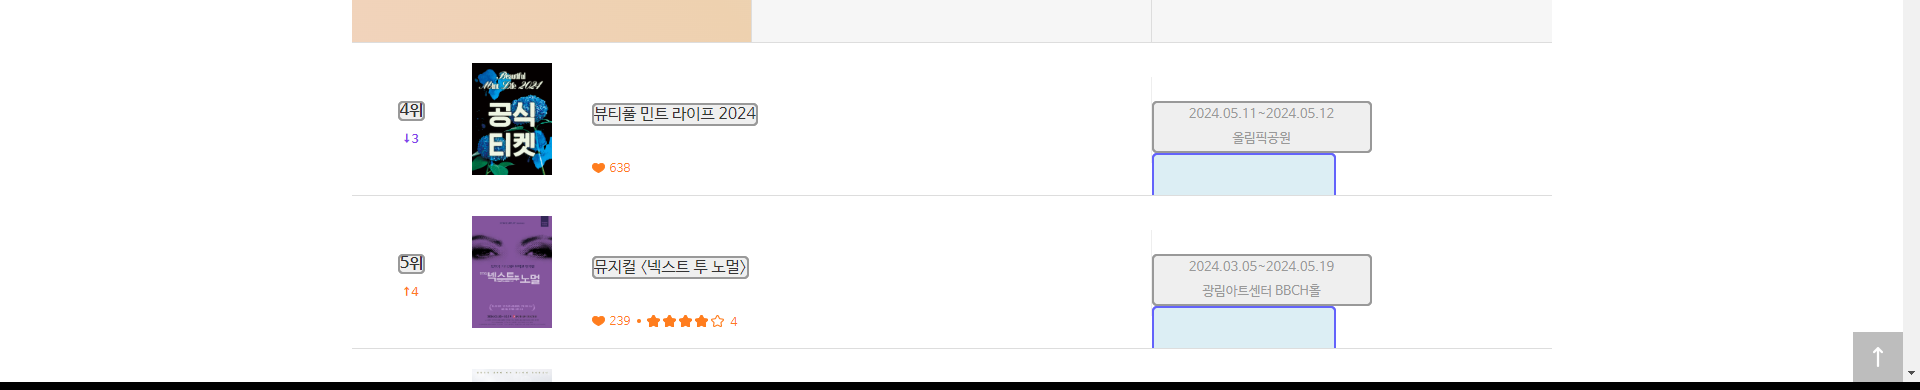 4위
↓3
Beautiful
Mint Life 2024
공식
티켓
뷰티풀 민트 라이프 2024
638
2024.05.11~2024.05.12
올림픽공원
5위
↑4
넥스트 투 노멀
뮤지컬 〈넥스트 투 노멀〉
239 • ★★★★☆ 4
2024.03.05~2024.05.19
광림아트센터 BBCH홀
↑